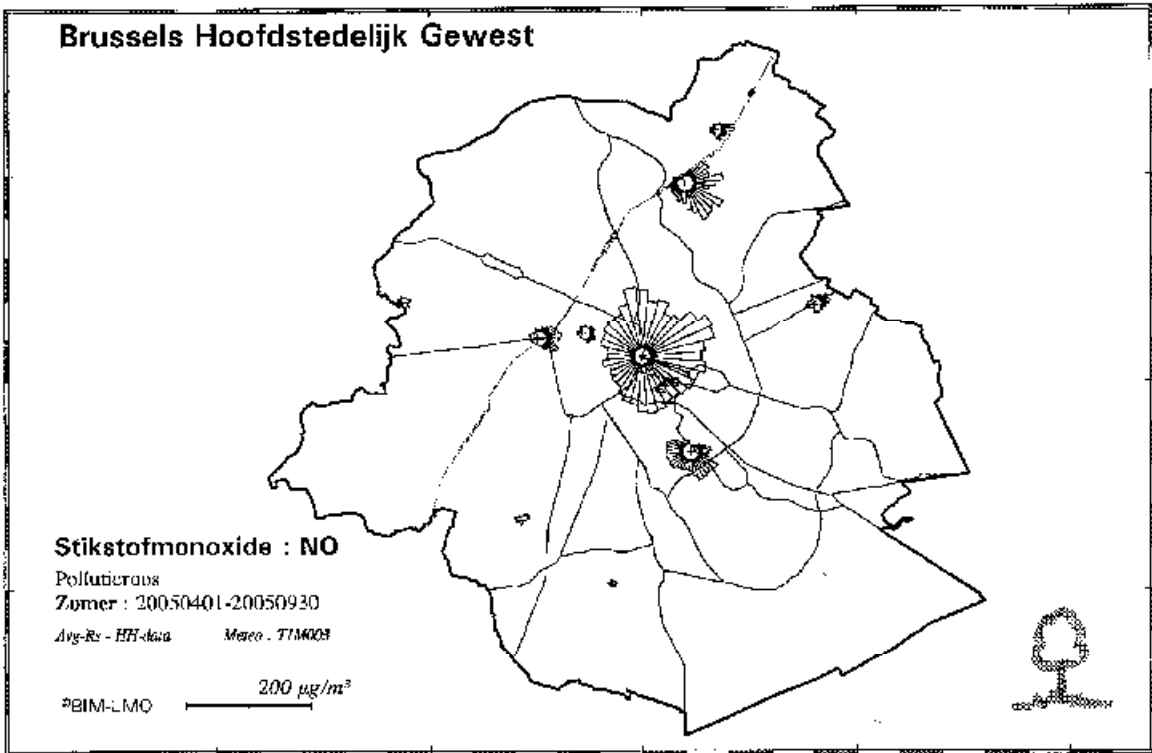 Brussels Hoofdstedelijk Gewest
Stikstofmonoxide : NO
Pollutieroos
Zomer : 20050401-20050930
Avg-Rs - HH-data Meteo - T1M003
200 µg/m³
BIM-LMO